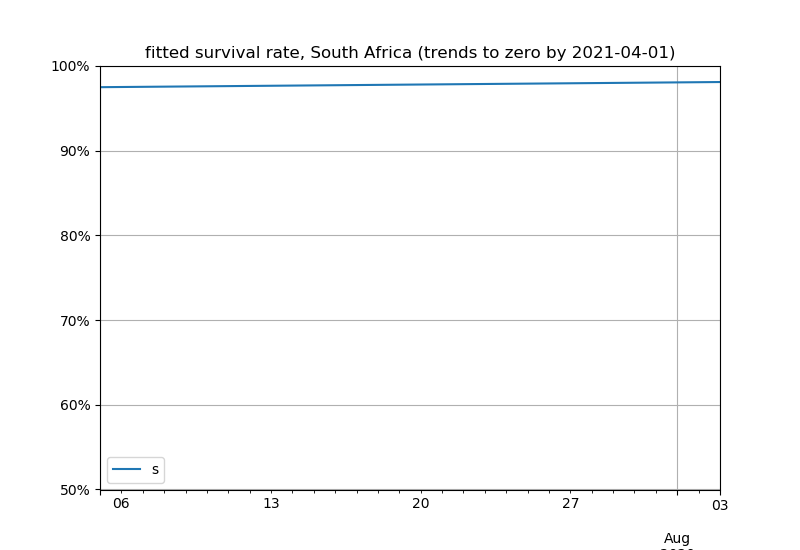 fitted survival rate, South Africa (trends to zero by 2021-04-01)
100%
90%
80%
70%
60%
50%
s
06 13 20 27 03
Aug